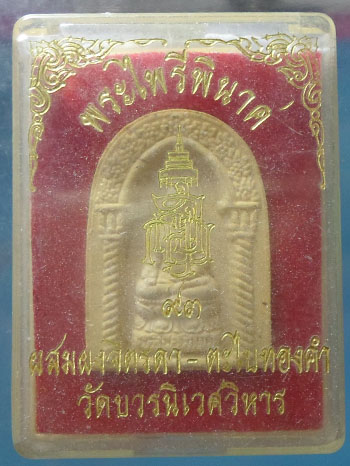 พระไพรีพินาศ
๙๓
ผสมผงจิตรดา-ตะไบทองคำ
วัดบวรนิเวศวิหาร